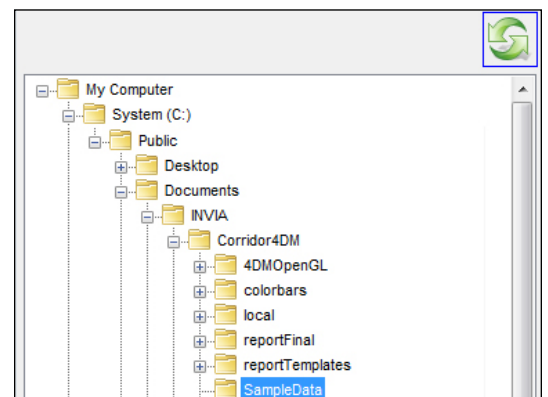 My Computer
System (C:)
Public
Desktop
Documents
INVIA
Corridor4DM
4DMOpenGL
colorbars
local
reportFinal
reportTemplates
SampleData